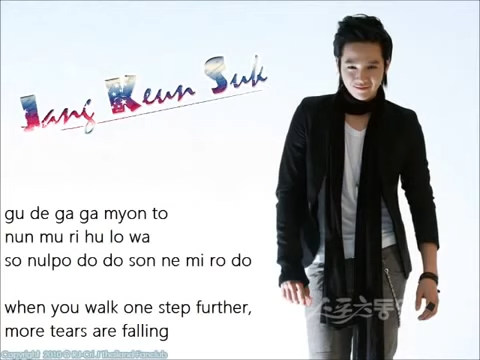 Jang Keun Suk
gu de ga ga myon to
nun mu ri hu lo wa
so nulpo do do son ne mi ro do
when you walk one step further,
more tears are falling